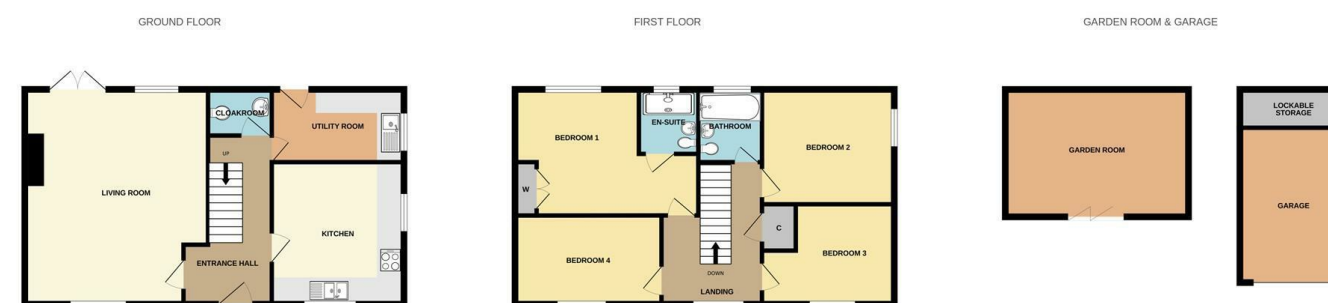 GROUND FLOOR
FIRST FLOOR
GARDEN ROOM & GARAGE
CLOAKROOM
UTILITY ROOM
UP
LIVING ROOM
KITCHEN
ENTRANCE HALL
BEDROOM 1
EN-SUITE
BATHROOM
BEDROOM 2
W
C
BEDROOM 4
BEDROOM 3
DOWN
LANDING
GARDEN ROOM
LOCKABLE
STORAGE
GARAGE